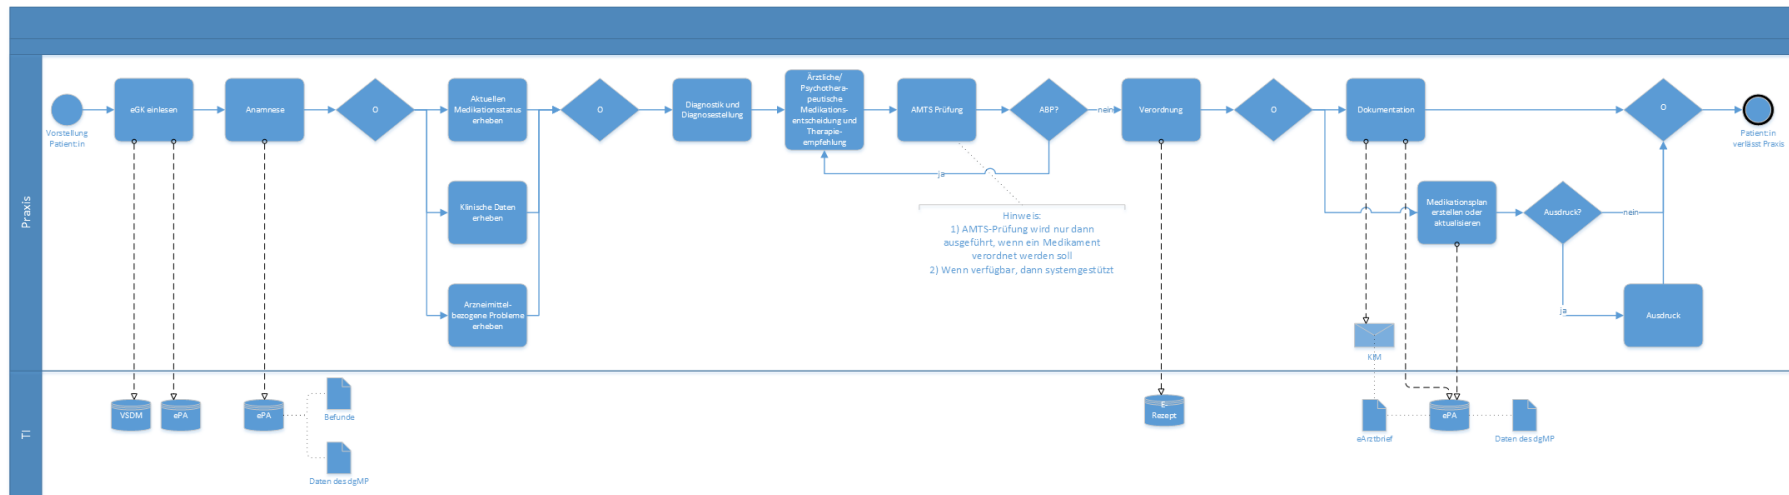 Praxis
TI
Vorstellung
Patient:in
eGK einlesen
Anamnese
O
Aktuellen
Medikationsstatus
erheben
Klinische Daten
erheben
Arzneimittel-
bezogene Probleme
erheben
O
Diagnostik und
Diagnosestellung
Ärztliche/
Psychothera-
peutische
Medikations-
entscheidung und
Therapie-
empfehlung
AMTS Prüfung
ABP?
nein
ja
Hinweis:
1) AMTS-Prüfung wird nur dann
ausgeführt, wenn ein Medikament
verordnet werden soll
2) Wenn verfügbar, dann systemgestützt
Verordnung
O
Dokumentation
Medikationsplan
erstellen oder
aktualisieren
Ausdruck?
nein
ja
Ausdruck
O
Patient:in
verlässt Praxis
KIM
VSDM
ePA
ePA
Befunde
Daten des dgMP
E-
Rezept
eArztbrief
ePA
Daten des dgMP